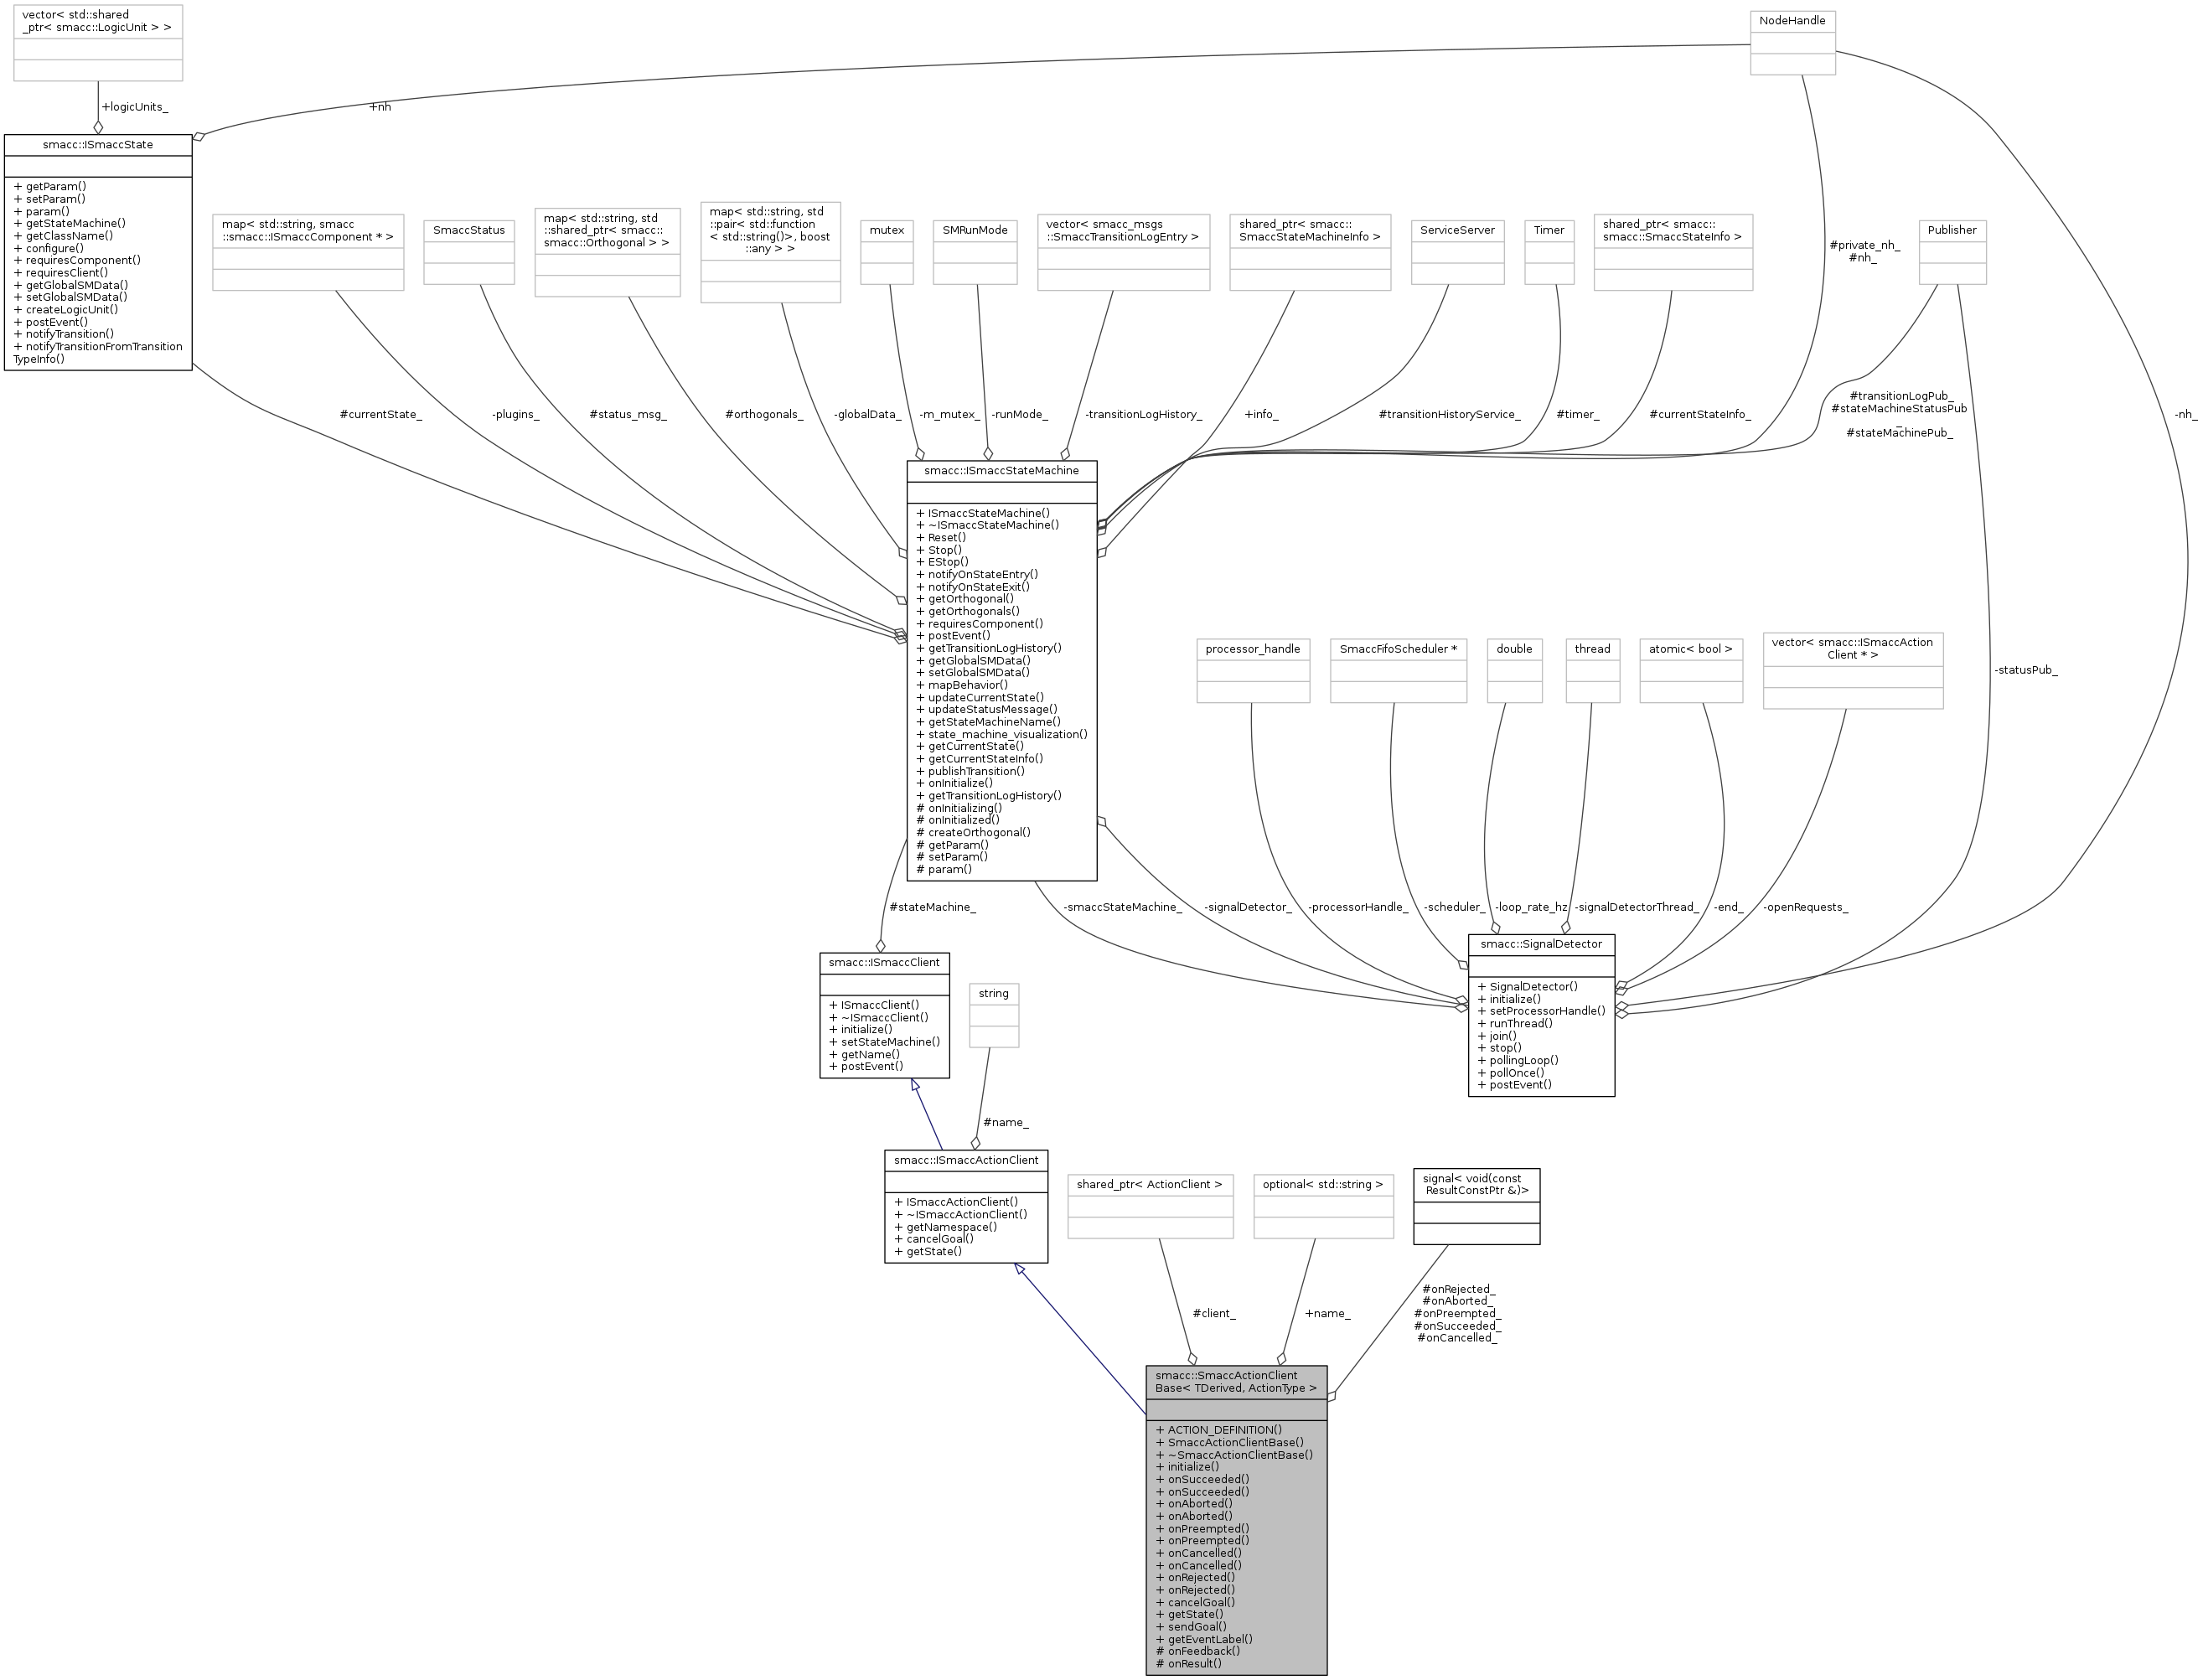 vector< std::shared
_ptr< smacc::LogicUnit > >
NodeHandle
+logicUnits_
+nh
smacc::ISmaccState
+ getParam()
+ setParam()
+ param()
+ getStateMachine()
+ getClassName()
+ configure()
+ requiresComponent()
+ requiresClient()
+ getGlobalSMData()
+ setGlobalSMData()
+ createLogicUnit()
+ postEvent()
+ notifyTransition()
+ notifyTransitionFromTransition
TypeInfo()
map< std::string, smacc
::smacc::ISmaccComponent * >
SmaccStatus
map< std::string, std
::shared_ptr< smacc::
smacc::Orthogonal > >
map< std::string, std
::pair< std::function
< std::string()>, boost
::any > >
mutex
SMRunMode
vector< smacc_msgs
::SmaccTransitionLogEntry >
shared_ptr< smacc::
SmaccStateMachineInfo >
ServiceServer
Timer
shared_ptr< smacc::
smacc::SmaccStateInfo >
#private_nh_
#nh_
Publisher
#currentState_
-plugins_
#status_msg_
#orthogonals_
-globalData_
-m_mutex_
-runMode_
-transitionLogHistory_
+info_
#transitionHistoryService_
#timer_
#currentStateInfo_
#transitionLogPub_
#stateMachineStatusPub
_
#stateMachinePub_
-nh_
smacc::ISmaccStateMachine
+ ISmaccStateMachine()
+ ~ISmaccStateMachine()
+ Reset()
+ Stop()
+ EStop()
+ notifyOnStateEntry()
+ notifyOnStateExit()
+ getOrthogonal()
+ getOrthogonals()
+ requiresComponent()
+ postEvent()
+ getTransitionLogHistory()
+ getGlobalSMData()
+ setGlobalSMData()
+ mapBehavior()
+ updateCurrentState()
+ updateStatusMessage()
+ getStateMachineName()
+ state_machine_visualization()
+ getCurrentState()
+ getCurrentStateInfo()
+ publishTransition()
+ onInitialize()
+ getTransitionLogHistory()
# onInitializing()
# onInitialized()
# createOrthogonal()
# getParam()
# setParam()
# param()
processor_handle
SmaccFifoScheduler *
double
thread
atomic< bool >
vector< smacc::ISmaccAction
Client * >
-statusPub_
#stateMachine_
-smaccStateMachine_
-signalDetector_
-processorHandle_
-scheduler_
-loop_rate_hz
-signalDetectorThread_
-end_
-openRequests_
smacc::SignalDetector
+ SignalDetector()
+ initialize()
+ setProcessorHandle()
+ runThread()
+ join()
+ stop()
+ pollingLoop()
+ pollOnce()
+ postEvent()
smacc::ISmaccClient
+ ISmaccClient()
+ ~ISmaccClient()
+ initialize()
+ setStateMachine()
+ getName()
+ postEvent()
string
#name_
smacc::ISmaccActionClient
+ ISmaccActionClient()
+ ~ISmaccActionClient()
+ getNamespace()
+ cancelGoal()
+ getState()
shared_ptr< ActionClient >
optional< std::string >
signal< void(const
ResultConstPtr &)>
#client_
+name_
#onRejected_
#onAborted_
#onPreempted_
#onSucceeded_
#onCancelled_
smacc::SmaccActionClient
Base< TDerived, ActionType >
+ ACTION_DEFINITION()
+ SmaccActionClientBase()
+ ~SmaccActionClientBase()
+ initialize()
+ onSucceeded()
+ onSucceeded()
+ onAborted()
+ onAborted()
+ onPreempted()
+ onPreempted()
+ onCancelled()
+ onCancelled()
+ onRejected()
+ onRejected()
+ cancelGoal()
+ getState()
+ sendGoal()
+ getEventLabel()
# onFeedback()
# onResult()